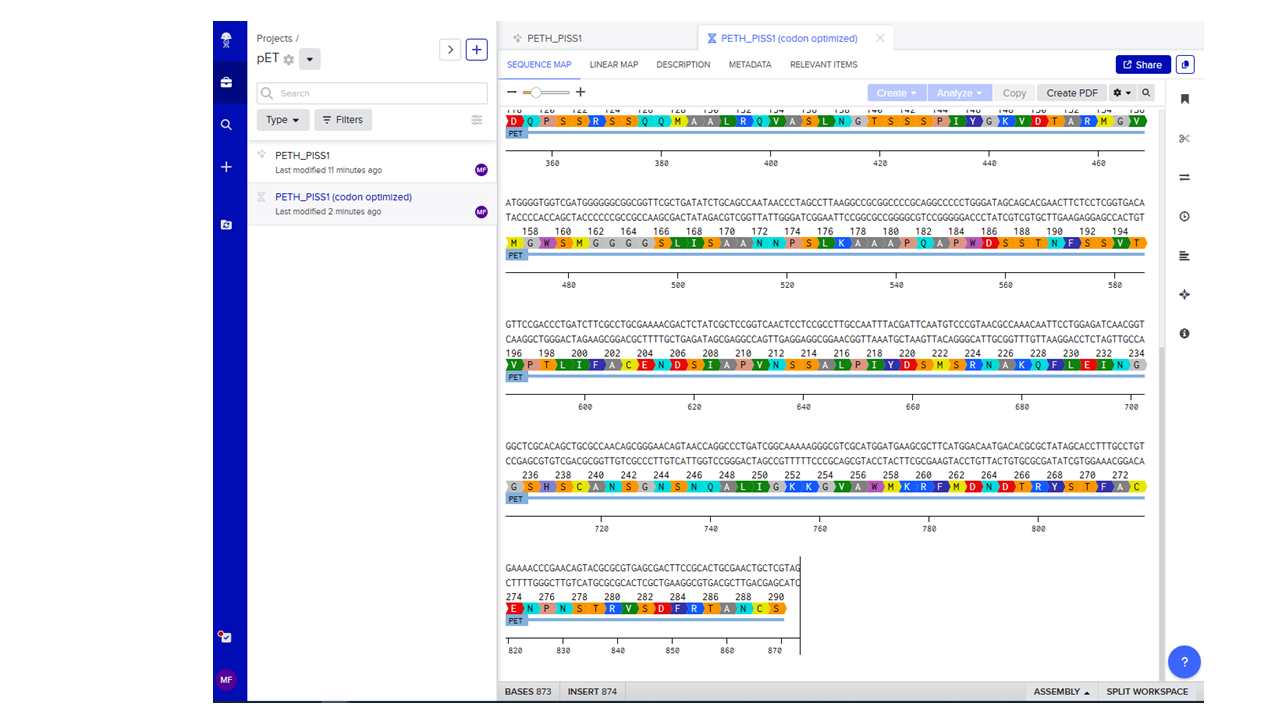 Projects /
pET
Search
Type
Filters
PETH_PISS1
Last modified 11 minutes ago
MF
PETH_PISS1 (codon optimized)
Last modified 2 minutes ago
MF
MF
PETH_PISS1
PETH_PISS1 (codon optimized)
SEQUENCE MAP LINEAR MAP DESCRIPTION METADATA RELEVANT ITEMS
Share
Create Analyze Copy Create PDF
D Q P S S R S S Q Q M A A L R Q V A S L N G T S S S P I Y G K V D T A R M G V
PET
360 380 400 420 440 460
ATGGGGTGGTCGATGGGGGGCGGCGGTTCGCTGATATCTGCAGCCAATAACCCTAGCCTTAAGGCCGCGGCCCCGCAGGCCCCCTGGGATAGCAGCACGAACTTCTCCTCGGTGACA
TACCCCACCAGCTACCCCCCGCCGCCAAGCGACTATAGACGTCGGTTATTGGGATCGGAATTCCGGCGCCGGGGCGTCCGGGGGACCCTATCGTCGTGCTTGAAGAGGAGCCACTGT
158 160 162 164 166 168 170 172 174 176 178 180 182 184 186 188 190 192 194
M G W S M G G G G S L I S A A N N P S L K A A A P Q A P W D S S T N F S S V T
PET
480 500 520 540 560 580
GTTCCGACCCTGATCTTCGCCTGCGAAAACGACTCTATCGCTCCGGTCAACTCCTCCGCCTTGCCAATTTACGATTCAATGTCCCGTAACGCCAAACAATTCCTGGAGATCAACGGT
CAAGGCTGGGACTAGAAGCGGACGCTTTTGCTGAGATAGCGAGGCCAGTTGAGGAGGCGGAACGGTTAAATGCTAAGTTACAGGGCATTGCGGTTTGTTAAGGACCTCTAGTTGCCA
196 198 200 202 204 206 208 210 212 214 216 218 220 222 224 226 228 230 232 234
V P T L I F A C E N D S I A P V N S S A L P I Y D S M S R N A K Q F L E I N G
PET
600 620 640 660 680 700
GGCTCGCACAGCTGCGCCAACAGCGGGAACAGTAACCAGGCCCTGATCGGCAAAAAGGGCGTCGCATGGATGAAGCGCTTCATGGACAATGACACGCGCTATAGCACCTTTGCCTGT
CCGAGCGTGTCGACGCGGTTGTCGCCCTTGTCATTGGTCCGGGACTAGCCGTTTTTCCCGCAGCGTACCTACTTCGCGAAGTACCTGTTACTGTGCGCGATATCGTGGAAACGGACA
236 238 240 242 244 246 248 250 252 254 256 258 260 262 264 266 268 270 272
G S H S C A N S G N S N Q A L I G K K G V A W M K R F M D N D T R Y S T F A C
PET
720 740 760 780 800
GAAAACCCGAACAGTACGCGCGTGAGCGACTTCCGCACTGCGAACTGCTCGTAG
CTTTTGGGCTTGTCATGCGCGCACTCGCTGAAGGCGTGACGCTTGACGAGCATC
274 276 278 280 282 284 286 288 290
E N P N S T R V S D F R T A N C S
PET
820 830 840 850 860 870
BASES 873 INSERT 874 ASSEMBLY SPLIT WORKSPACE
?